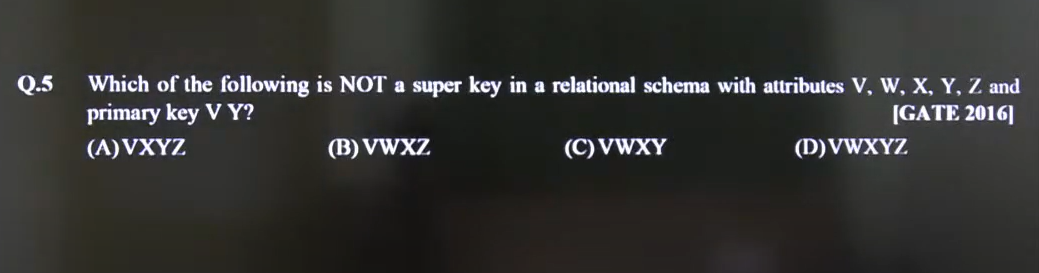 Q.5 Which of the following is NOT a super key in a relational schema with attributes V, W, X, Y, Z and
primary key V Y? [GATE 2016]
(A) VXYZ (B) VWXZ (C) VWXY (D) VWXYZ